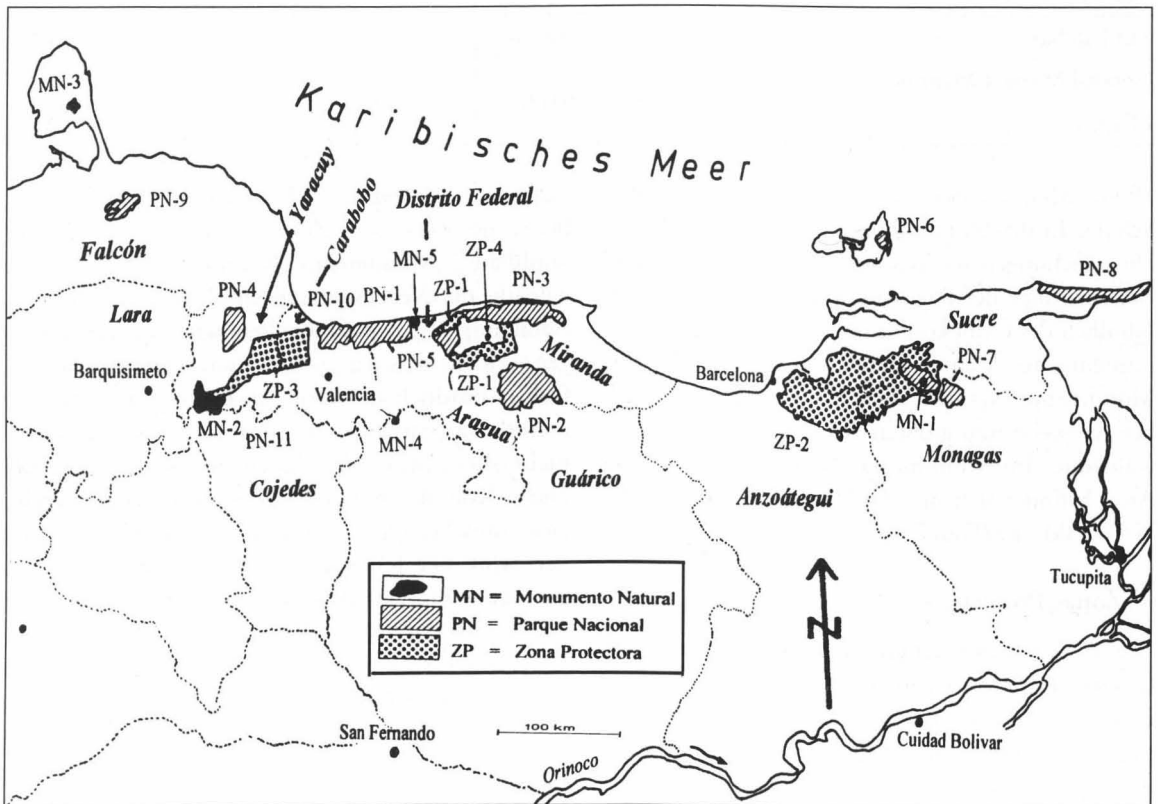 MN-3
Karibisches Meer
PN-9
Yaracuy
Carabobo
Distrito Federal
PN-6
Falcón
ZP-4
MN-5
PN-8
PN-4
PN-10
PN-1
ZP-1
PN-3
Lara
Sucre
PN-7
Miranda
PN-5
Barquisimeto
Barcelona
ZP-3
Valencia
ZP-1
MN-1
MN-2
PN-11
MN-4
Aragua
PN-2
ZP-2
Monagas
Cojedes
Guárico
Anzoátegui
Tucupita
MN = Monumento Natural
PN = Parque Nacional
ZP = Zona Protectora
N
100 km
San Fernando
Cuidad Bolivar
Orinoco